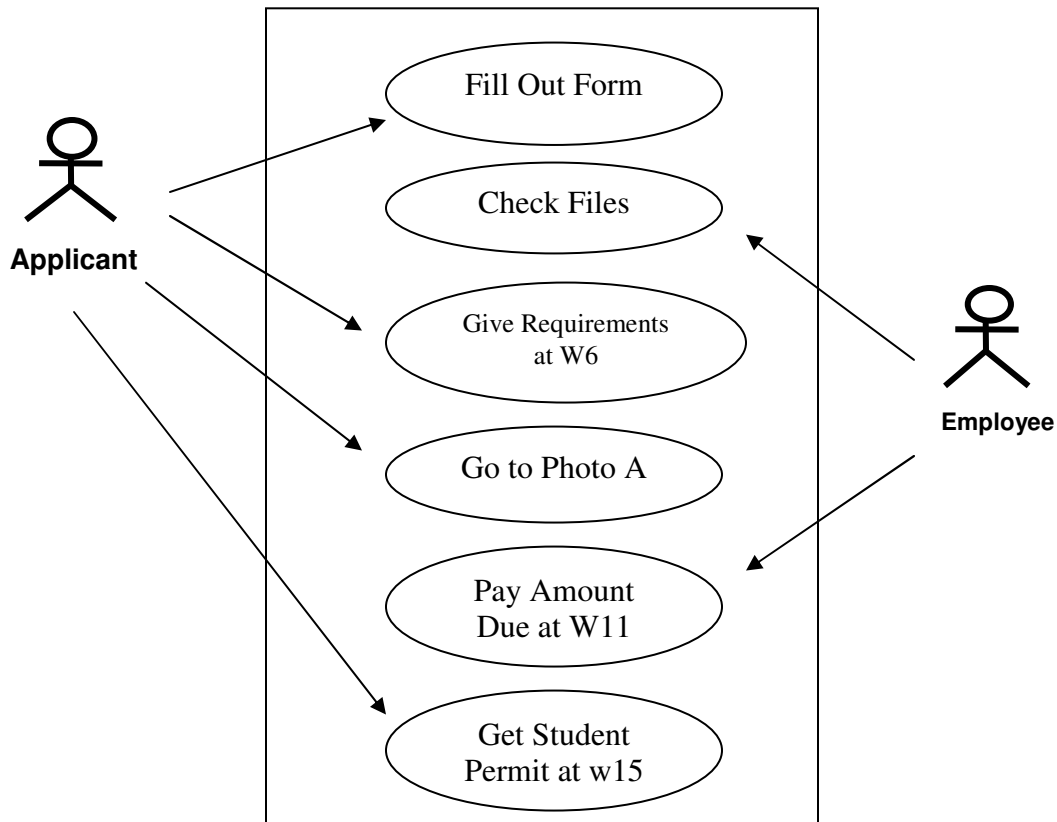 Fill Out Form
Check Files
Applicant
Give Requirements
at W6
Employee
Go to Photo A
Pay Amount
Due at W11
Get Student
Permit at w15